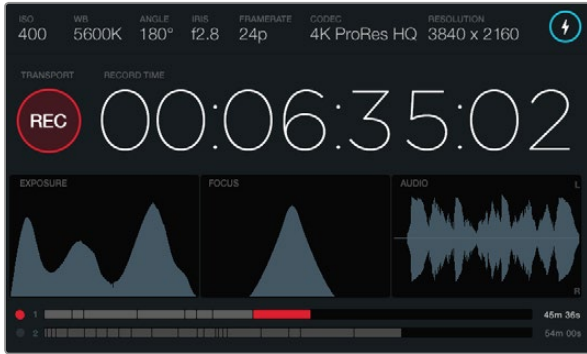 ISO WB ANGLE IRIS FRAMERATE CODEC RESOLUTION
400 5600K 180° f2.8 24p 4K ProRes HQ 3840 x 2160
TRANSPORT RECORD TIME
REC 00:06:35:02
EXPOSURE FOCUS AUDIO L
R
1 45m 36s
2 54m 00s